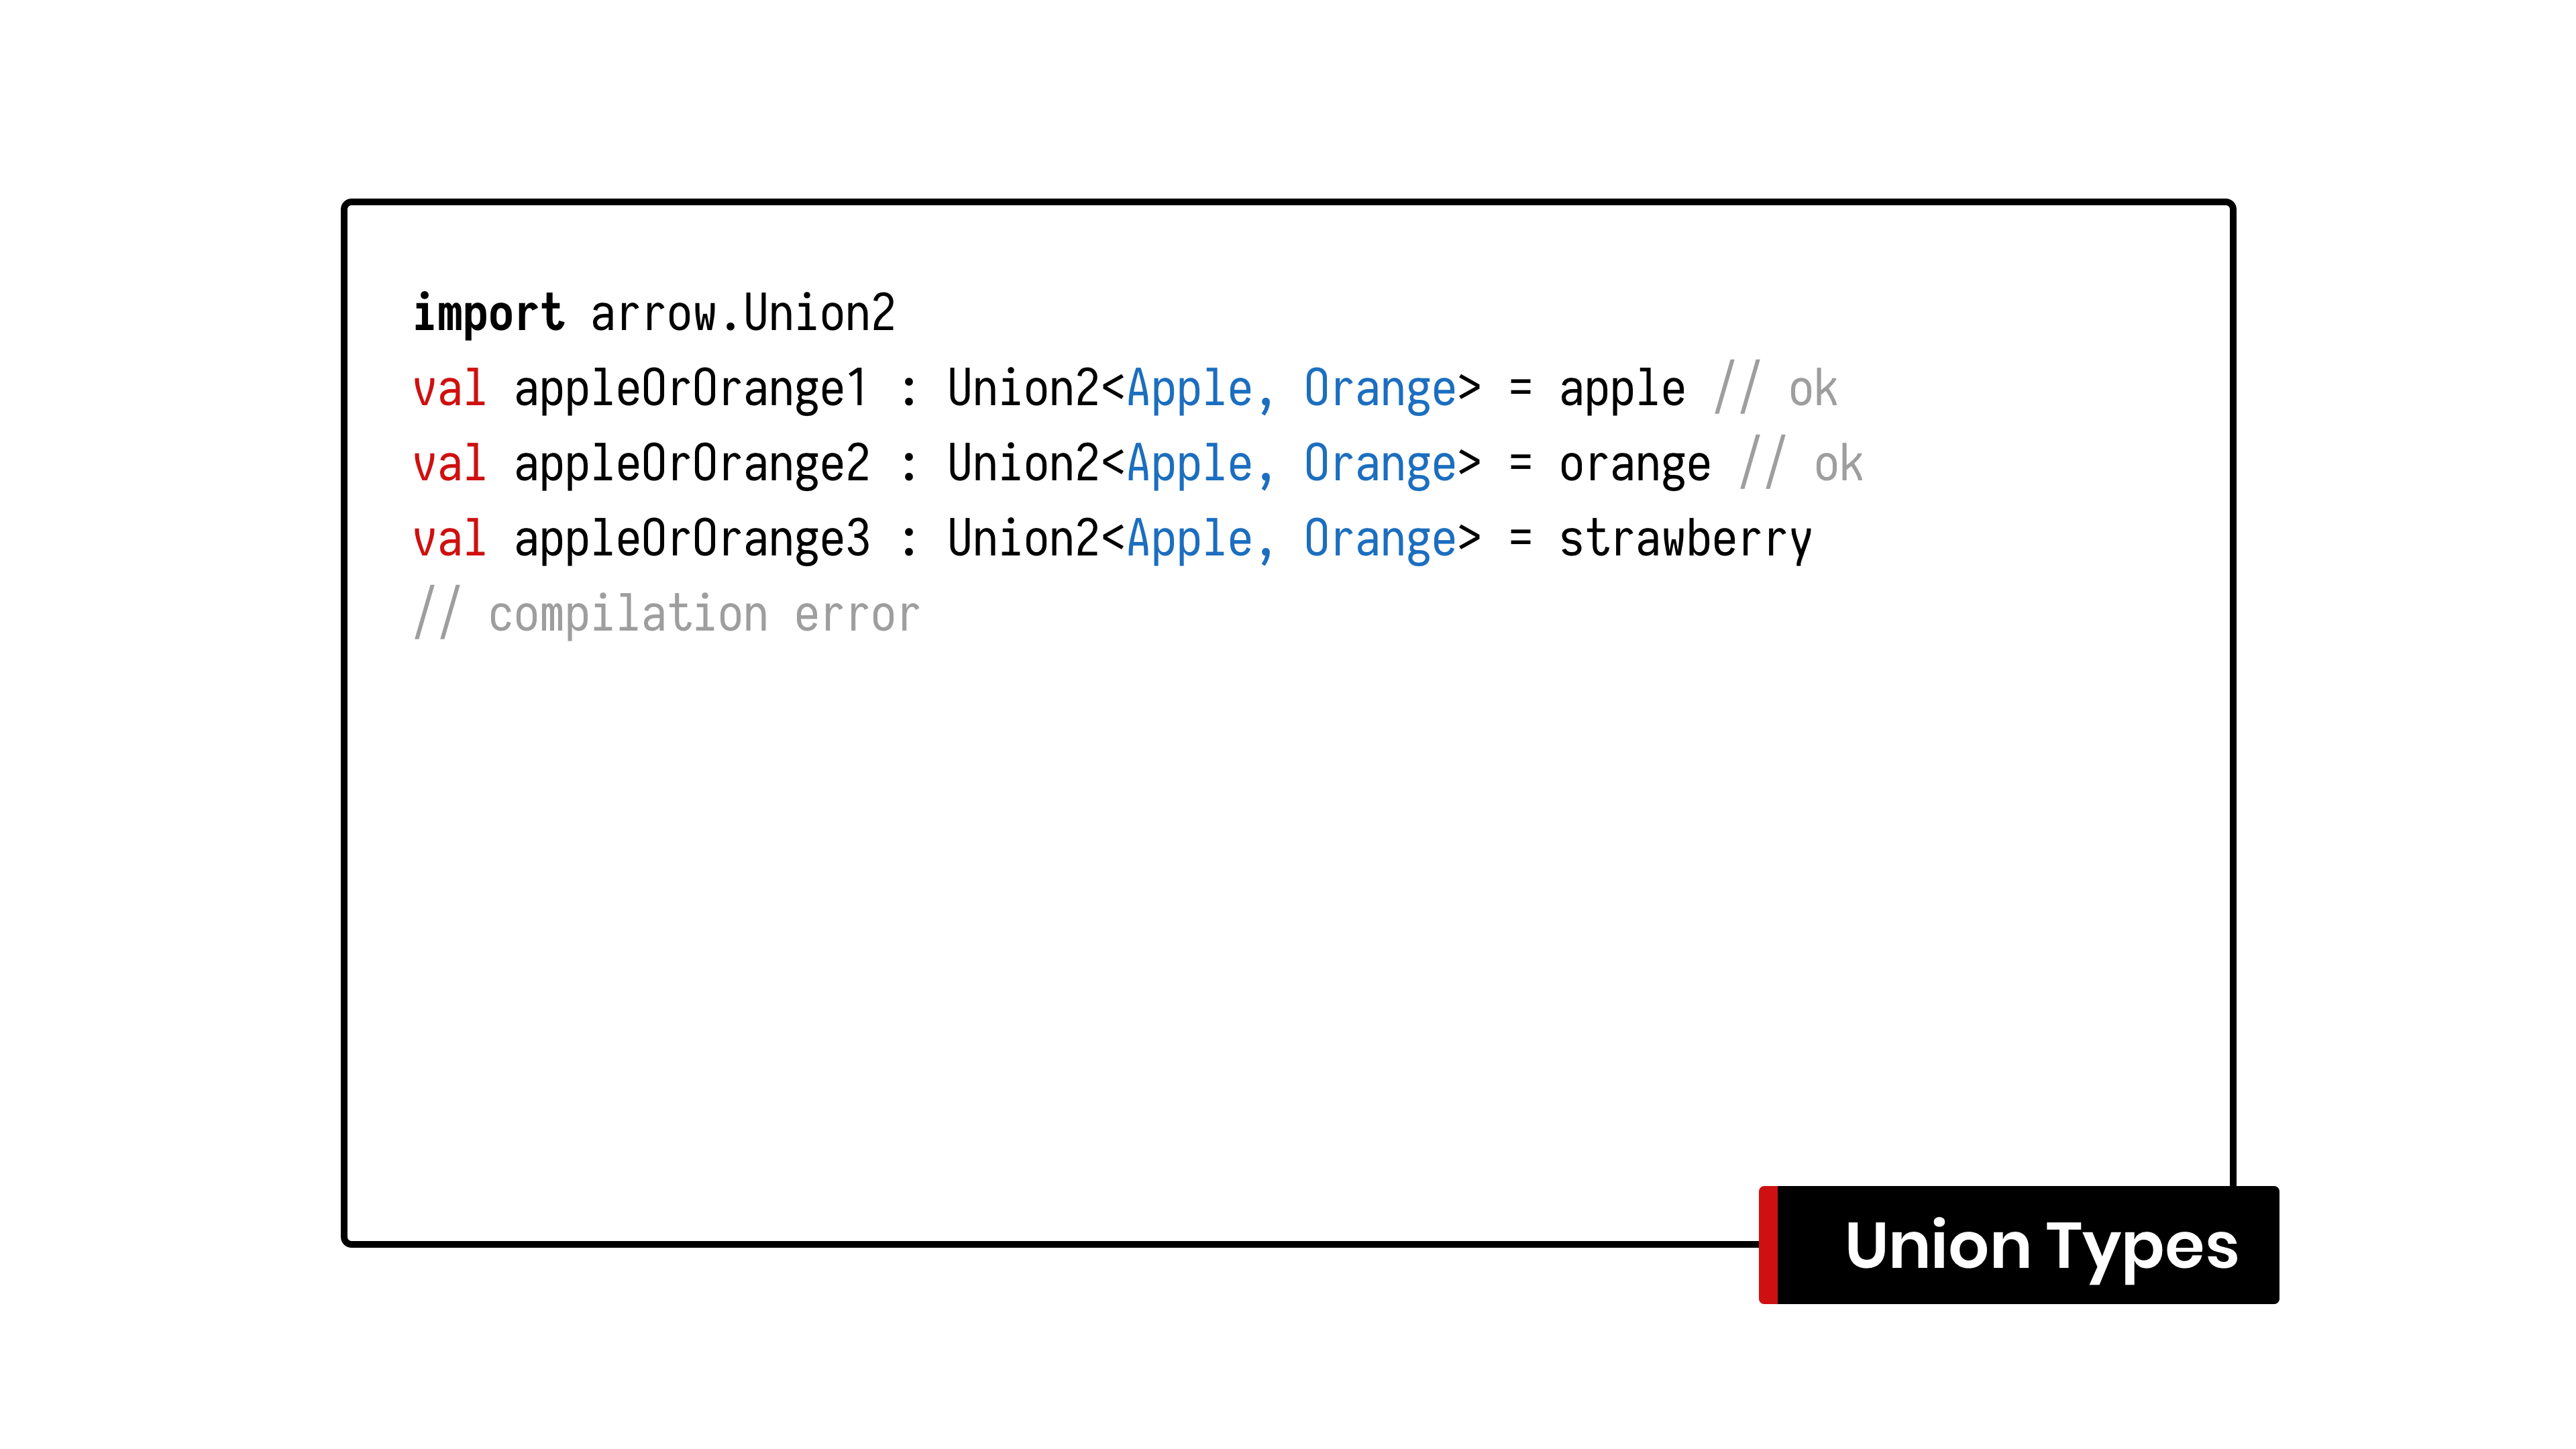 import arrow.Union2
val appleOrOrange1 : Union2<Apple, Orange> = apple // ok
val appleOrOrange2 : Union2<Apple, Orange> = orange // ok
val appleOrOrange3 : Union2<Apple, Orange> = strawberry
// compilation error
Union Types